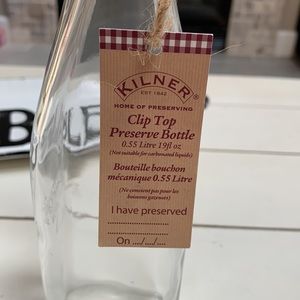 KILNER®
EST 1842
HOME OF PRESERVING
Clip Top
Preserve Bottle
0.55 Litre 19fl oz
(Not suitable for carbonated liquids)
Bouteille bouchon
mécanique 0.55 Litre
(Ne convient pas pour les
boissons gazeuses)
I have preserved
....................
....................
On ..../..../....
B